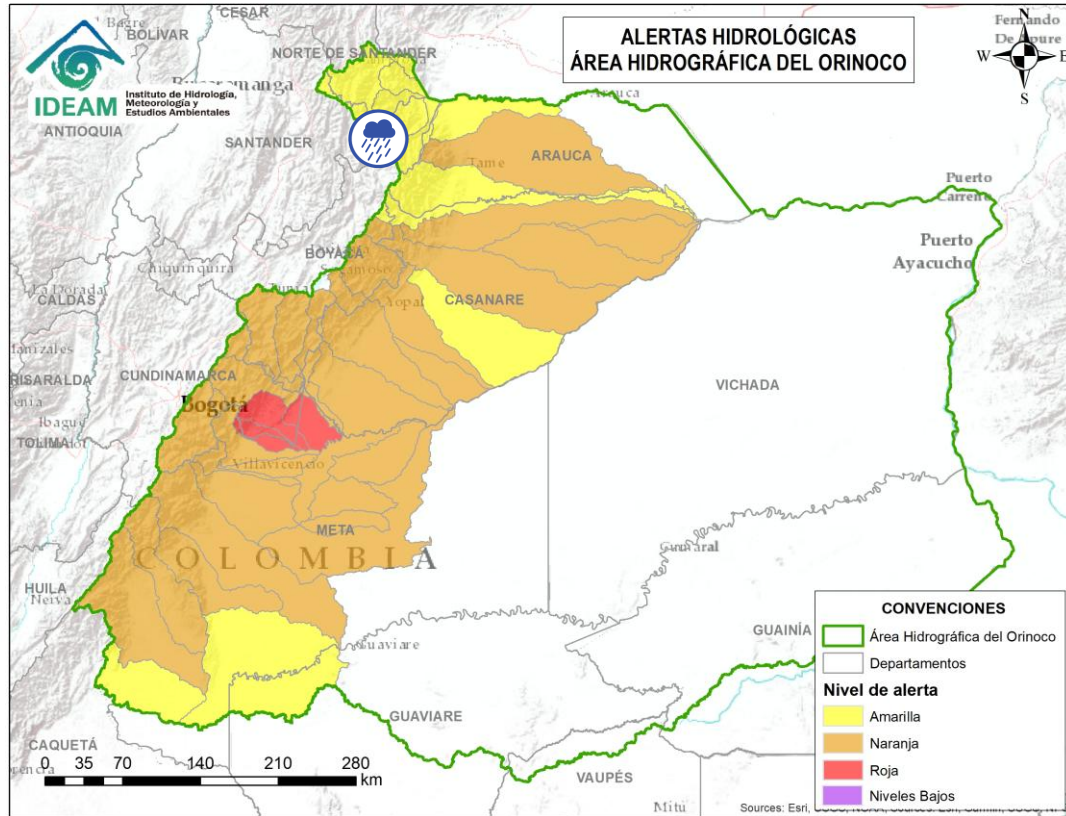 ALERTAS HIDROLÓGICAS
ÁREA HIDROGRÁFICA DEL ORINOCO
N
W E
S
IDEAM
Instituto de Hidrología,
Meteorología y
Estudios Ambientales
CESAR
BOLÍVAR
NORTE DE SANTANDER
ANTIOQUIA
SANTANDER
Arauca
Tame
ARAUCA
Puerto
Carreño
Puerto
Ayacucho
BOYACÁ
Chiquinquira
La Dorada
CALDAS
Yopal
CASANARE
VICHADA
CUNDINAMARCA
RISARALDA
Bogotá
Ibagué
TOLIMA
Villavicencio
META
COLOMBIA
HUILA
Neiva
Guaviare
GUAINÍA
GUAVIARE
CAQUETÁ
VAUPÉS
Mitú
0 35 70 140 210 280
km
CONVENCIONES
Área Hidrográfica del Orinoco
Departamentos
Nivel de alerta
Amarilla
Naranja
Roja
Niveles Bajos
Sources: Esri,